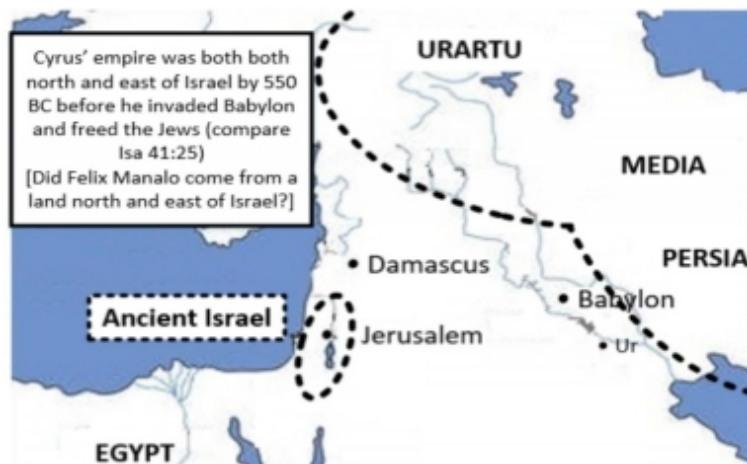 Cyrus' empire was both both
north and east of Israel by 550
BC before he invaded Babylon
and freed the Jews (compare
Isa 41:25)
[Did Felix Manalo come from a
land north and east of Israel?]
URARTU
MEDIA
PERSIA
Damascus
Babylon
Ancient Israel
Jerusalem
Ur
EGYPT